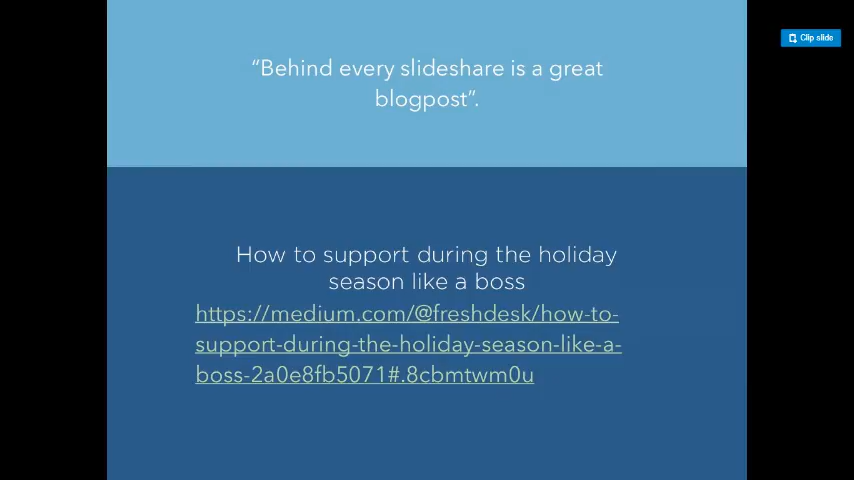 Clip slide
“Behind every slideshare is a great
blogpost”.
How to support during the holiday
season like a boss
https://medium.com/@freshdesk/how-to-
support-during-the-holiday-season-like-a-
boss-2a0e8fb5071#.8cbmtwm0u